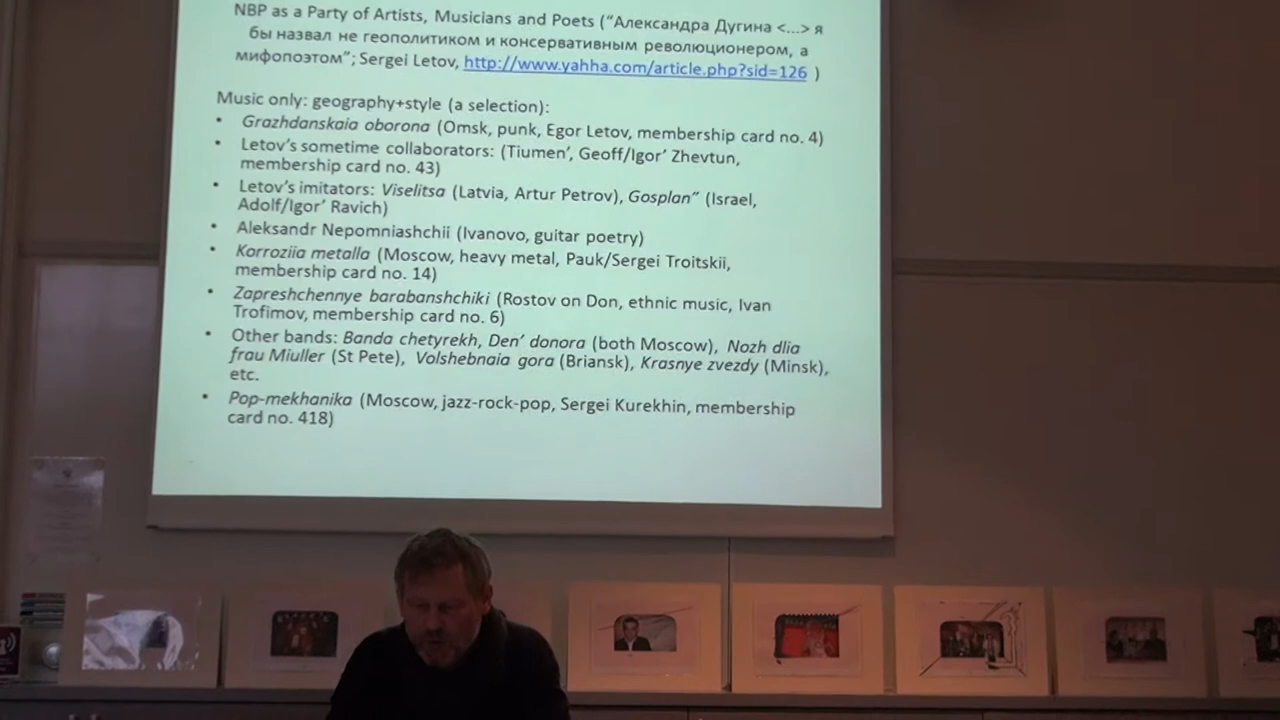 NBP as a Party of Artists, Musicians and Poets (“Александра Дугина <...> я
бы назвал не геополитиком и консервативным революционером, а
мифопоэтом”; Sergei Letov, http://www.yahha.com/article.php?sid=126 )
Music only: geography+style (a selection):
• Grazhdanskaia oborona (Omsk, punk, Egor Letov, membership card no. 4)
• Letov’s sometime collaborators: (Tiumen’, Geoff/Igor’ Zhevtun,
membership card no. 43)
• Letov’s imitators: Viselitsa (Latvia, Artur Petrov), Gosplan” (Israel,
Adolf/Igor’ Ravich)
• Aleksandr Nepomniashchii (Ivanovo, guitar poetry)
• Korroziia metalla (Moscow, heavy metal, Pauk/Sergei Troitskii,
membership card no. 14)
• Zapreshchennye barabanshchiki (Rostov on Don, ethnic music, Ivan
Trofimov, membership card no. 6)
• Other bands: Banda chetyrekh, Den’ donora (both Moscow), Nozh dlia
frau Miuller (St Pete), Volshebnaia gora (Briansk), Krasnye zvezdy (Minsk),
etc.
• Pop-mekhanika (Moscow, jazz-rock-pop, Sergei Kurekhin, membership
card no. 418)